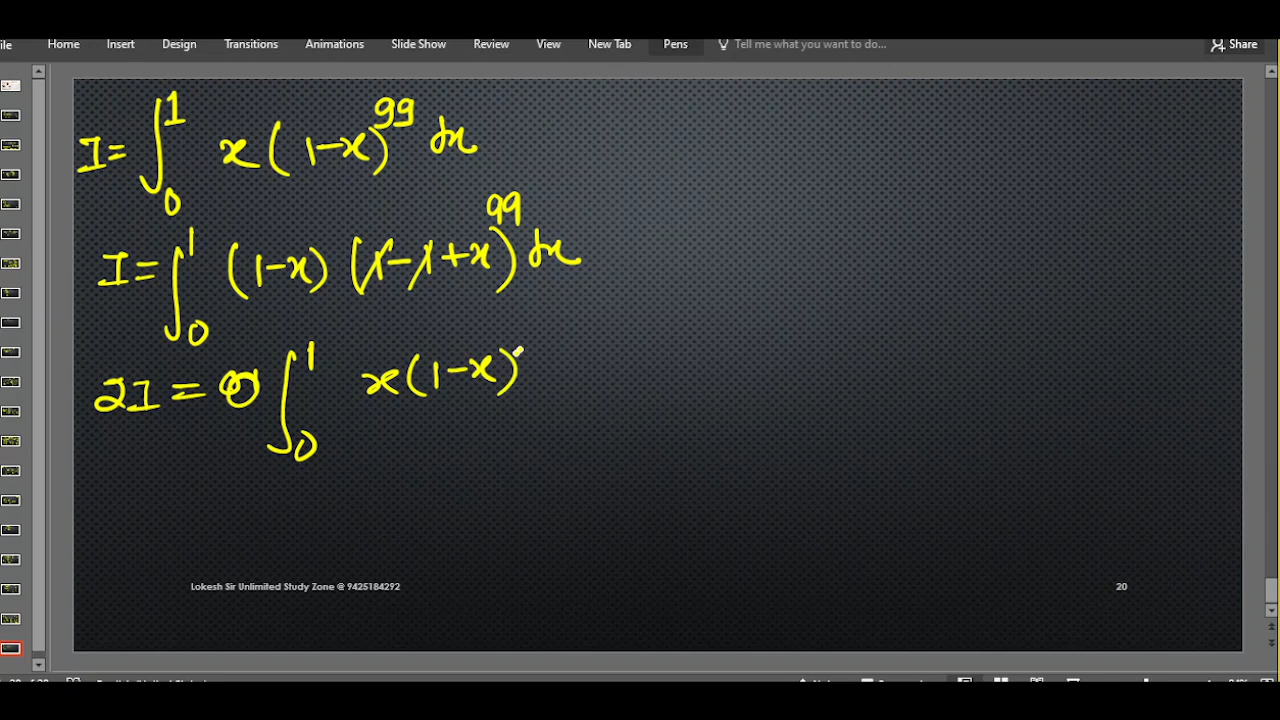 File Home Insert Design Transitions Animations Slide Show Review View New Tab Pens Tell me what you want to do... Share
I = ∫₀¹ x(1-x)⁹⁹ dx
I = ∫₀¹ (1-x) (1-1+x)⁹⁹ dx
2I = ∫₀¹ x(1-x)
Lokesh Sir Unlimited Study Zone @ 9425184292
20